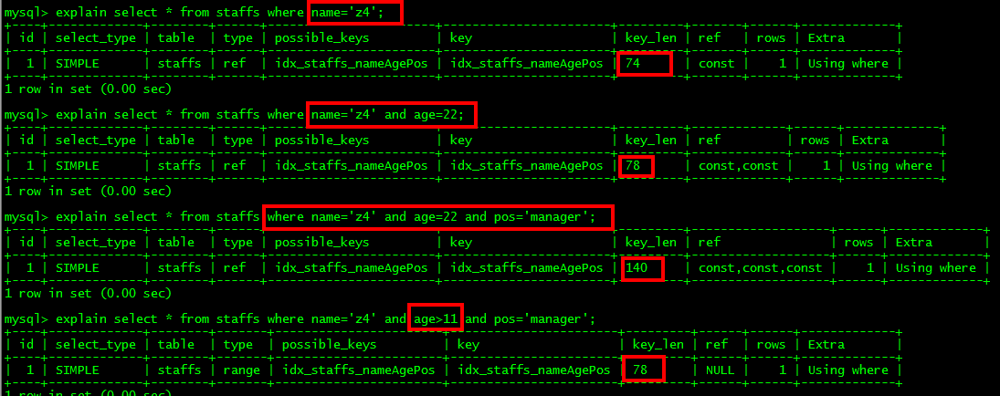 mysql> explain select * from staffs where name='z4';
+----+-------------+--------+------+---------------------+---------------------+---------+-------+------+-------------+
| id | select_type | table  | type | possible_keys       | key                 | key_len | ref   | rows | Extra       |
+----+-------------+--------+------+---------------------+---------------------+---------+-------+------+-------------+
|  1 | SIMPLE      | staffs | ref  | idx_staffs_nameAgePos | idx_staffs_nameAgePos | 74      | const |    1 | Using where |
+----+-------------+--------+------+---------------------+---------------------+---------+-------+------+-------------+
1 row in set (0.00 sec)
mysql> explain select * from staffs where name='z4' and age=22;
+----+-------------+--------+------+---------------------+---------------------+---------+-------------+------+-------------+
| id | select_type | table  | type | possible_keys       | key                 | key_len | ref         | rows | Extra       |
+----+-------------+--------+------+---------------------+---------------------+---------+-------------+------+-------------+
|  1 | SIMPLE      | staffs | ref  | idx_staffs_nameAgePos | idx_staffs_nameAgePos | 78      | const,const |    1 | Using where |
+----+-------------+--------+------+---------------------+---------------------+---------+-------------+------+-------------+
1 row in set (0.00 sec)
mysql> explain select * from staffs where name='z4' and age=22 and pos='manager';
+----+-------------+--------+------+---------------------+---------------------+---------+-------------------+------+-------------+
| id | select_type | table  | type | possible_keys       | key                 | key_len | ref               | rows | Extra       |
+----+-------------+--------+------+---------------------+---------------------+---------+-------------------+------+-------------+
|  1 | SIMPLE      | staffs | ref  | idx_staffs_nameAgePos | idx_staffs_nameAgePos | 140     | const,const,const |    1 | Using where |
+----+-------------+--------+------+---------------------+---------------------+---------+-------------------+------+-------------+
1 row in set (0.00 sec)
mysql> explain select * from staffs where name='z4' and age>11 and pos='manager';
+----+-------------+--------+-------+---------------------+---------------------+---------+------+------+-------------+
| id | select_type | table  | type  | possible_keys       | key                 | key_len | ref  | rows | Extra       |
+----+-------------+--------+-------+---------------------+---------------------+---------+------+------+-------------+
|  1 | SIMPLE      | staffs | range | idx_staffs_nameAgePos | idx_staffs_nameAgePos | 78      | NULL |    1 | Using where |
+----+-------------+--------+-------+---------------------+---------------------+---------+------+------+-------------+
1 row in set (0.00 sec)